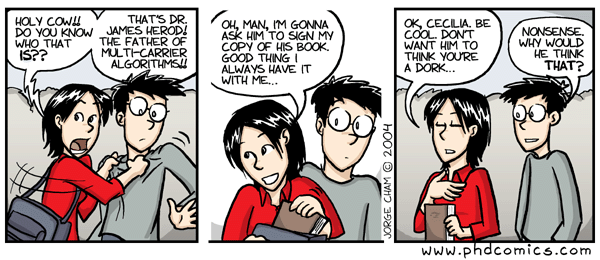 HOLY COW!!
DO YOU KNOW
WHO THAT
IS??
THAT'S DR.
JAMES HEROD!
THE FATHER OF
MULTI-CARRIER
ALGORITHMS!!
OH, MAN, I'M GONNA
ASK HIM TO SIGN MY
COPY OF HIS BOOK.
GOOD THING I
ALWAYS HAVE IT
WITH ME...
JORGE CHAM © 2004
OK, CECILIA. BE
COOL. DON'T
WANT HIM TO
THINK YOU'RE
A DORK...
NONSENSE.
WHY WOULD
HE THINK
THAT?
www.phdcomics.com